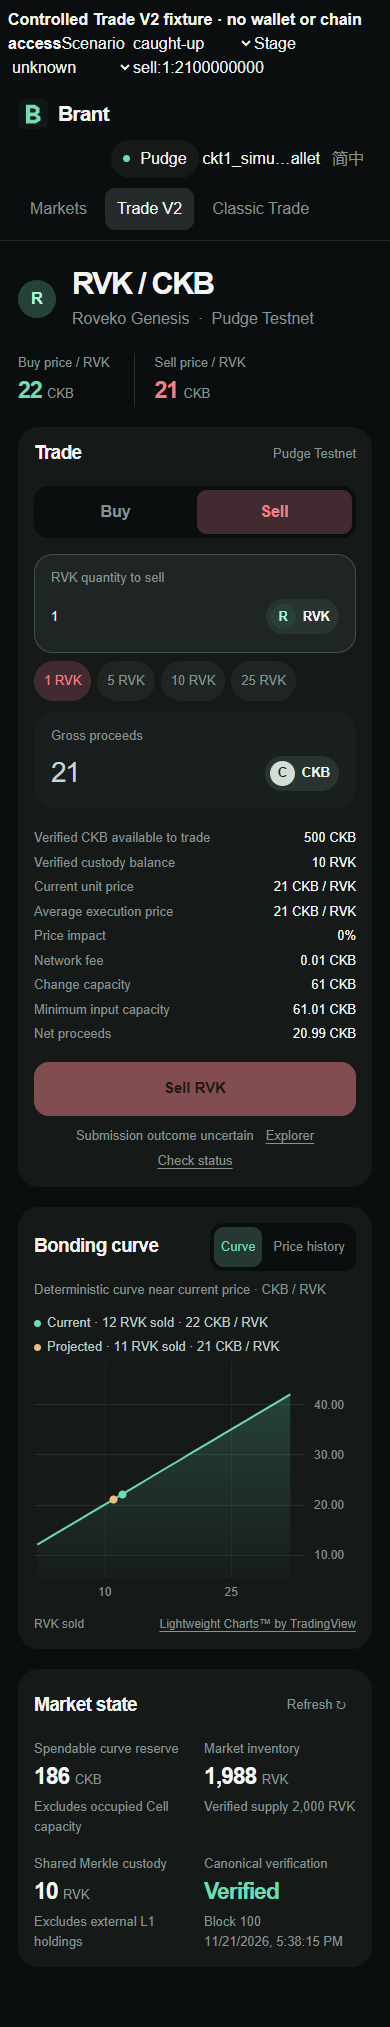 Controlled Trade V2 fixture · no wallet or chain
accessScenario caught-up Stage
unknown sell:1:2100000000
B Brant
Pudge ckt1_simu...allet 简中
Markets Trade V2 Classic Trade
R RVK / CKB
Roveko Genesis · Pudge Testnet
Buy price / RVK Sell price / RVK
22 CKB 21 CKB
Trade Pudge Testnet
Buy Sell
RVK quantity to sell
1 R RVK
1 RVK 5 RVK 10 RVK 25 RVK
Gross proceeds
21 C CKB
Verified CKB available to trade 500 CKB
Verified custody balance 10 RVK
Current unit price 21 CKB / RVK
Average execution price 21 CKB / RVK
Price impact 0%
Network fee 0.01 CKB
Change capacity 61 CKB
Minimum input capacity 61.01 CKB
Net proceeds 20.99 CKB
Sell RVK
Submission outcome uncertain Explorer
Check status
Bonding curve Curve Price history
Deterministic curve near current price · CKB / RVK
Current · 12 RVK sold · 22 CKB / RVK
Projected · 11 RVK sold · 21 CKB / RVK
40.00
30.00
20.00
10.00
10 25
RVK sold Lightweight Charts™ by TradingView
Market state Refresh ↻
Spendable curve reserve Market inventory
186 CKB 1,988 RVK
Excludes occupied Cell Verified supply 2,000 RVK
capacity
Shared Merkle custody Canonical verification
10 RVK Verified
Excludes external L1 Block 100
holdings 11/21/2026, 5:38:15 PM